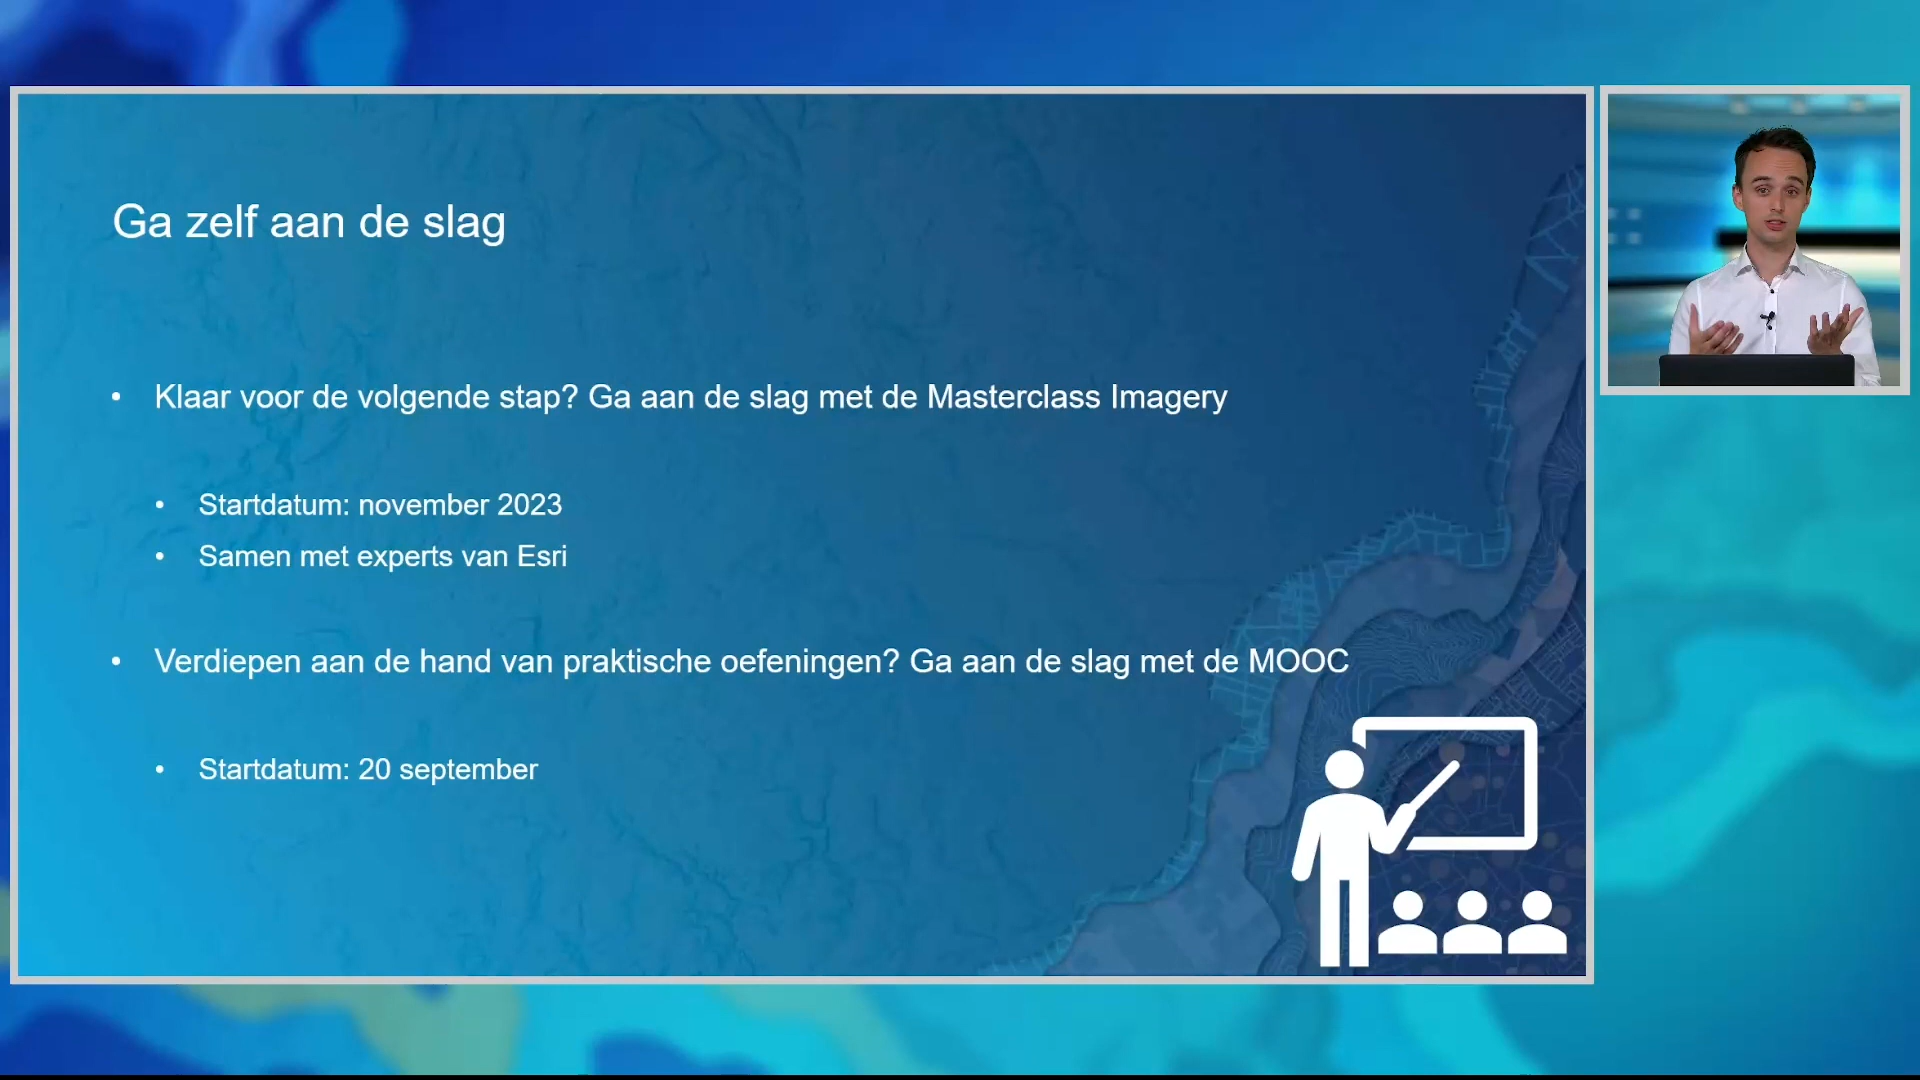 Ga zelf aan de slag
• Klaar voor de volgende stap? Ga aan de slag met de Masterclass Imagery
• Startdatum: november 2023
• Samen met experts van Esri
• Verdiepen aan de hand van praktische oefeningen? Ga aan de slag met de MOOC
• Startdatum: 20 september